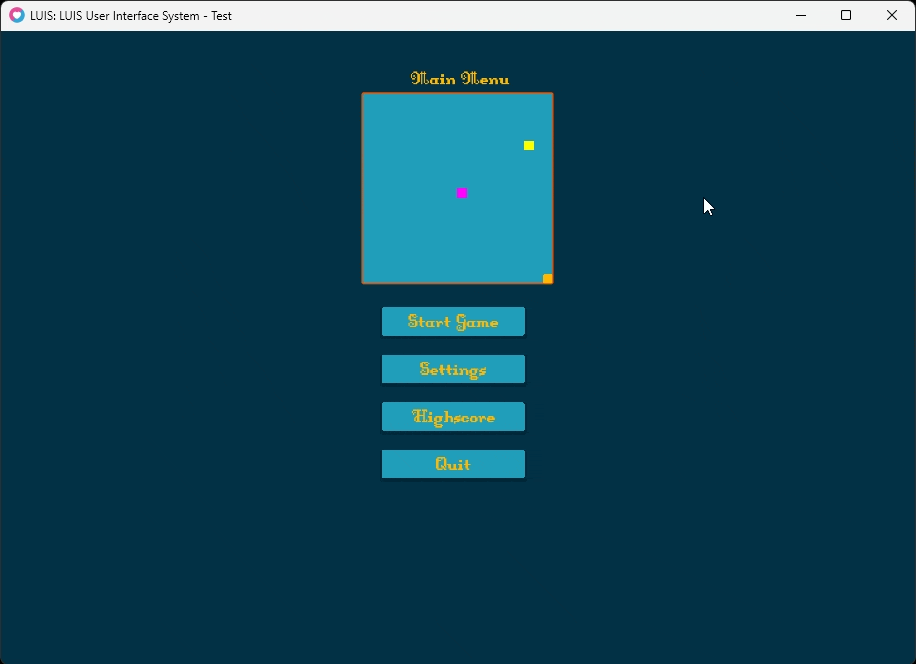 LUIS: LUIS User Interface System - Test
Main Menu
Start Game
Settings
Highscore
Quit